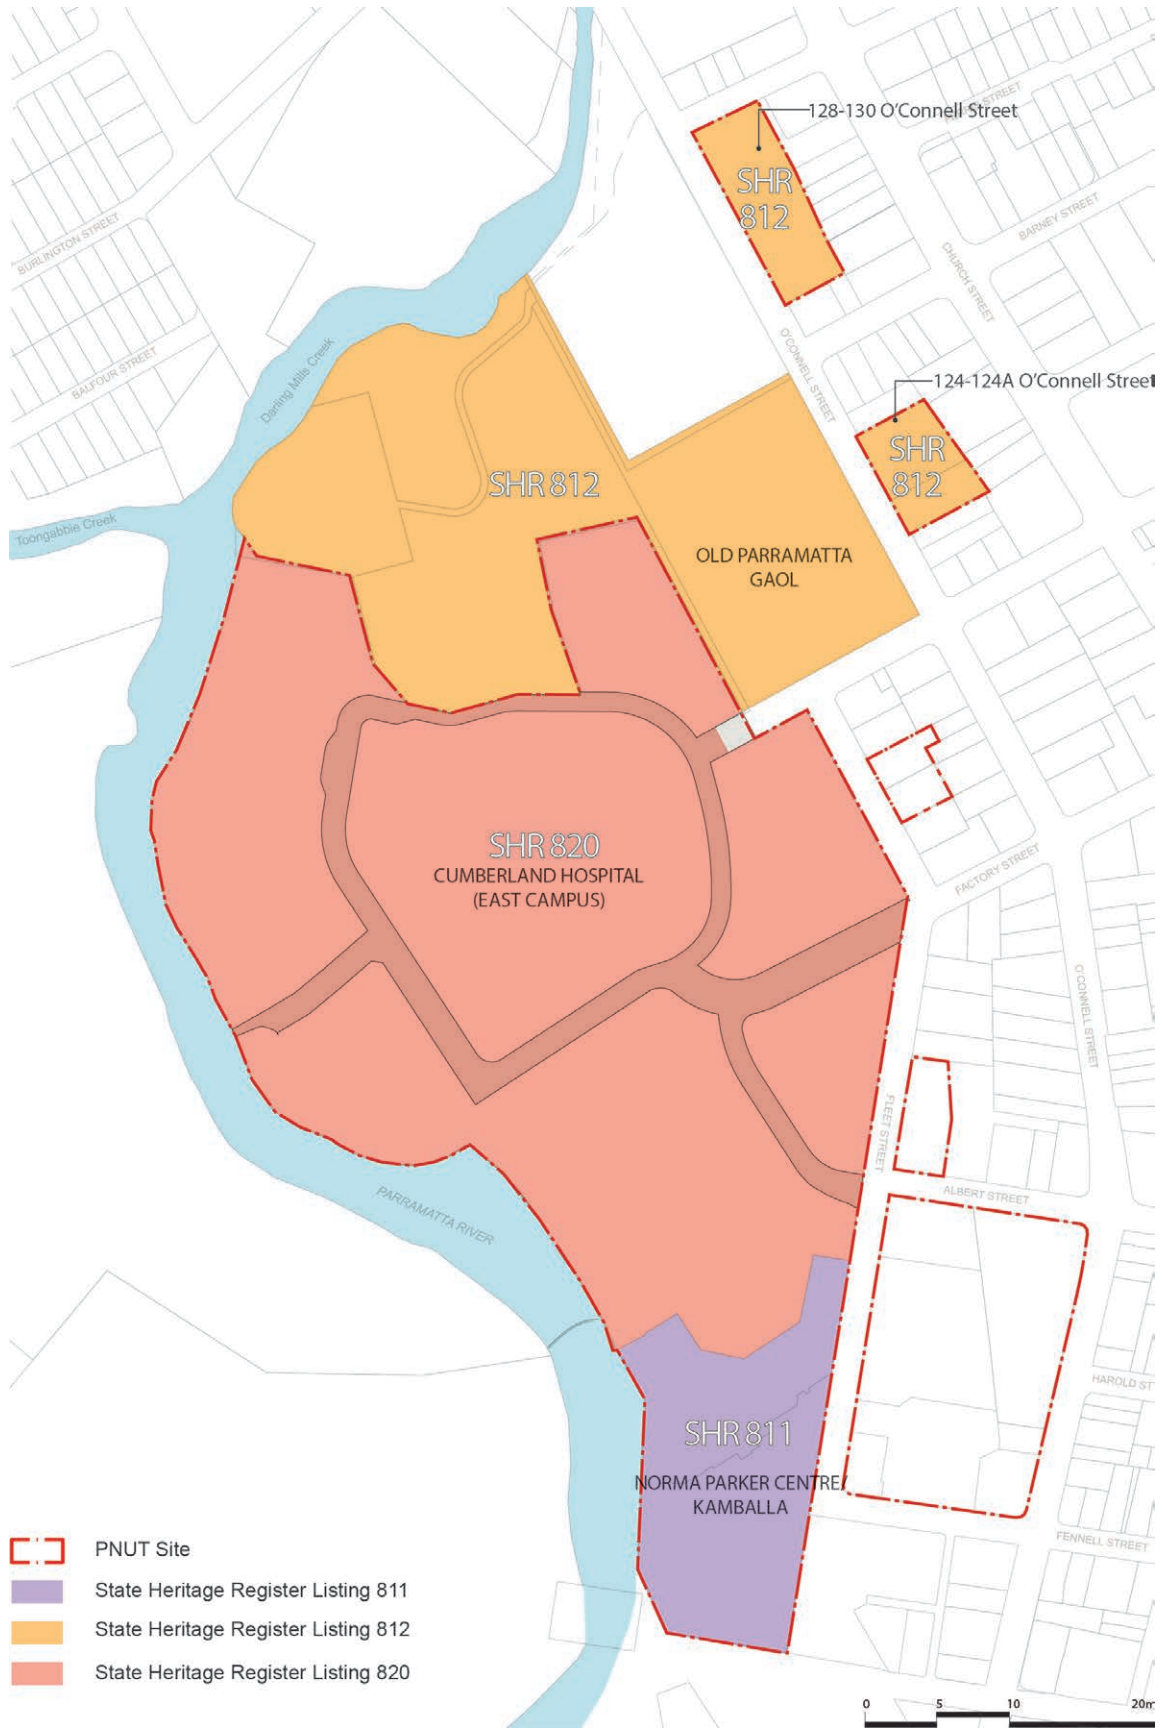 128-130 O'Connell Street
SHR
812
BURLINGTON STREET
BARNEY STREET
CHURCH STREET
BALFOUR STREET
Darling Mills Creek
O'CONNELL STREET
124-124A O'Connell Street
SHR
812
SHR 812
Toongabbie Creek
OLD PARRAMATTA
GAOL
SHR 820
CUMBERLAND HOSPITAL
(EAST CAMPUS)
FACTORY STREET
O'CONNELL STREET
FLEET STREET
ALBERT STREET
PARRAMATTA RIVER
HAROLD ST
SHR 811
NORMA PARKER CENTRE/
KAMBALLA
FENNELL STREET
PNUT Site
State Heritage Register Listing 811
State Heritage Register Listing 812
State Heritage Register Listing 820
0 5 10 20m